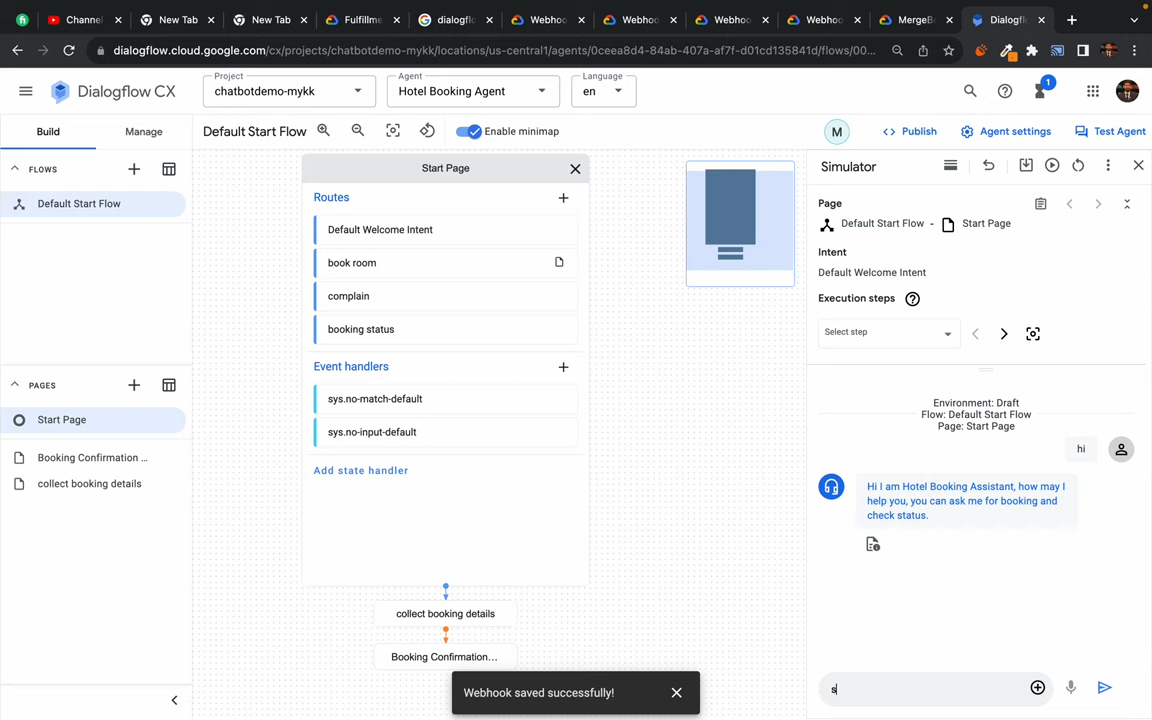 Channel
New Tab
New Tab
Fulfillme
dialogfl
Webhoo
Webhoo
Webhoo
Webhoo
MergeB
Dialogfl
dialogflow.cloud.google.com/cx/projects/chatbotdemo-mykk/locations/us-central1/agents/0ceea8d4-84ab-407a-af7f-d01cd135841d/flows/00...
Dialogflow CX
Project
chatbotdemo-mykk
Agent
Hotel Booking Agent
Language
en
1
Build
Manage
Default Start Flow
Enable minimap
M
Publish
Agent settings
Test Agent
FLOWS
Default Start Flow
PAGES
Start Page
Booking Confirmation ...
collect booking details
Start Page
Routes
Default Welcome Intent
book room
complain
booking status
Event handlers
sys.no-match-default
sys.no-input-default
Add state handler
collect booking details
Booking Confirmation...
Webhook saved successfully!
Simulator
Page
Default Start Flow - Start Page
Intent
Default Welcome Intent
Execution steps
Select step
Environment: Draft
Flow: Default Start Flow
Page: Start Page
hi
Hi I am Hotel Booking Assistant, how may I
help you, you can ask me for booking and
check status.
s